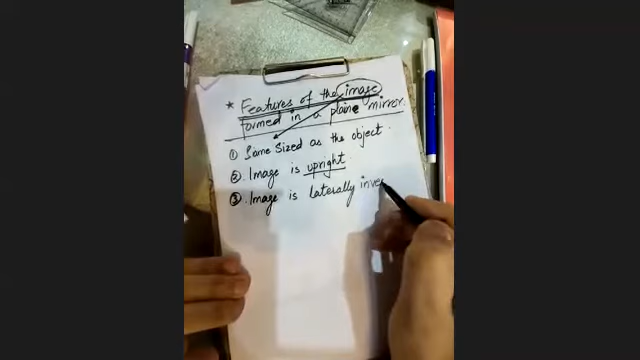 * Features of the image
formed in a plane mirror.
① Same sized as the object.
② Image is upright
③ Image is laterally inver